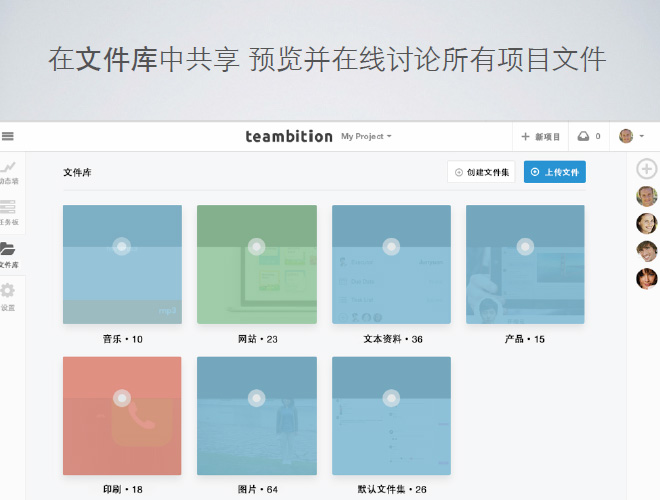 在文件库中共享 预览并在线讨论所有项目文件
teambition My Project
新项目
0
动态墙
任务板
文件库
设置
文件库
创建文件集
上传文件
mp3
音乐 • 10
网站 • 23
文本资料 • 36
产品 • 15
印刷 • 18
图片 • 64
默认文件集 • 26